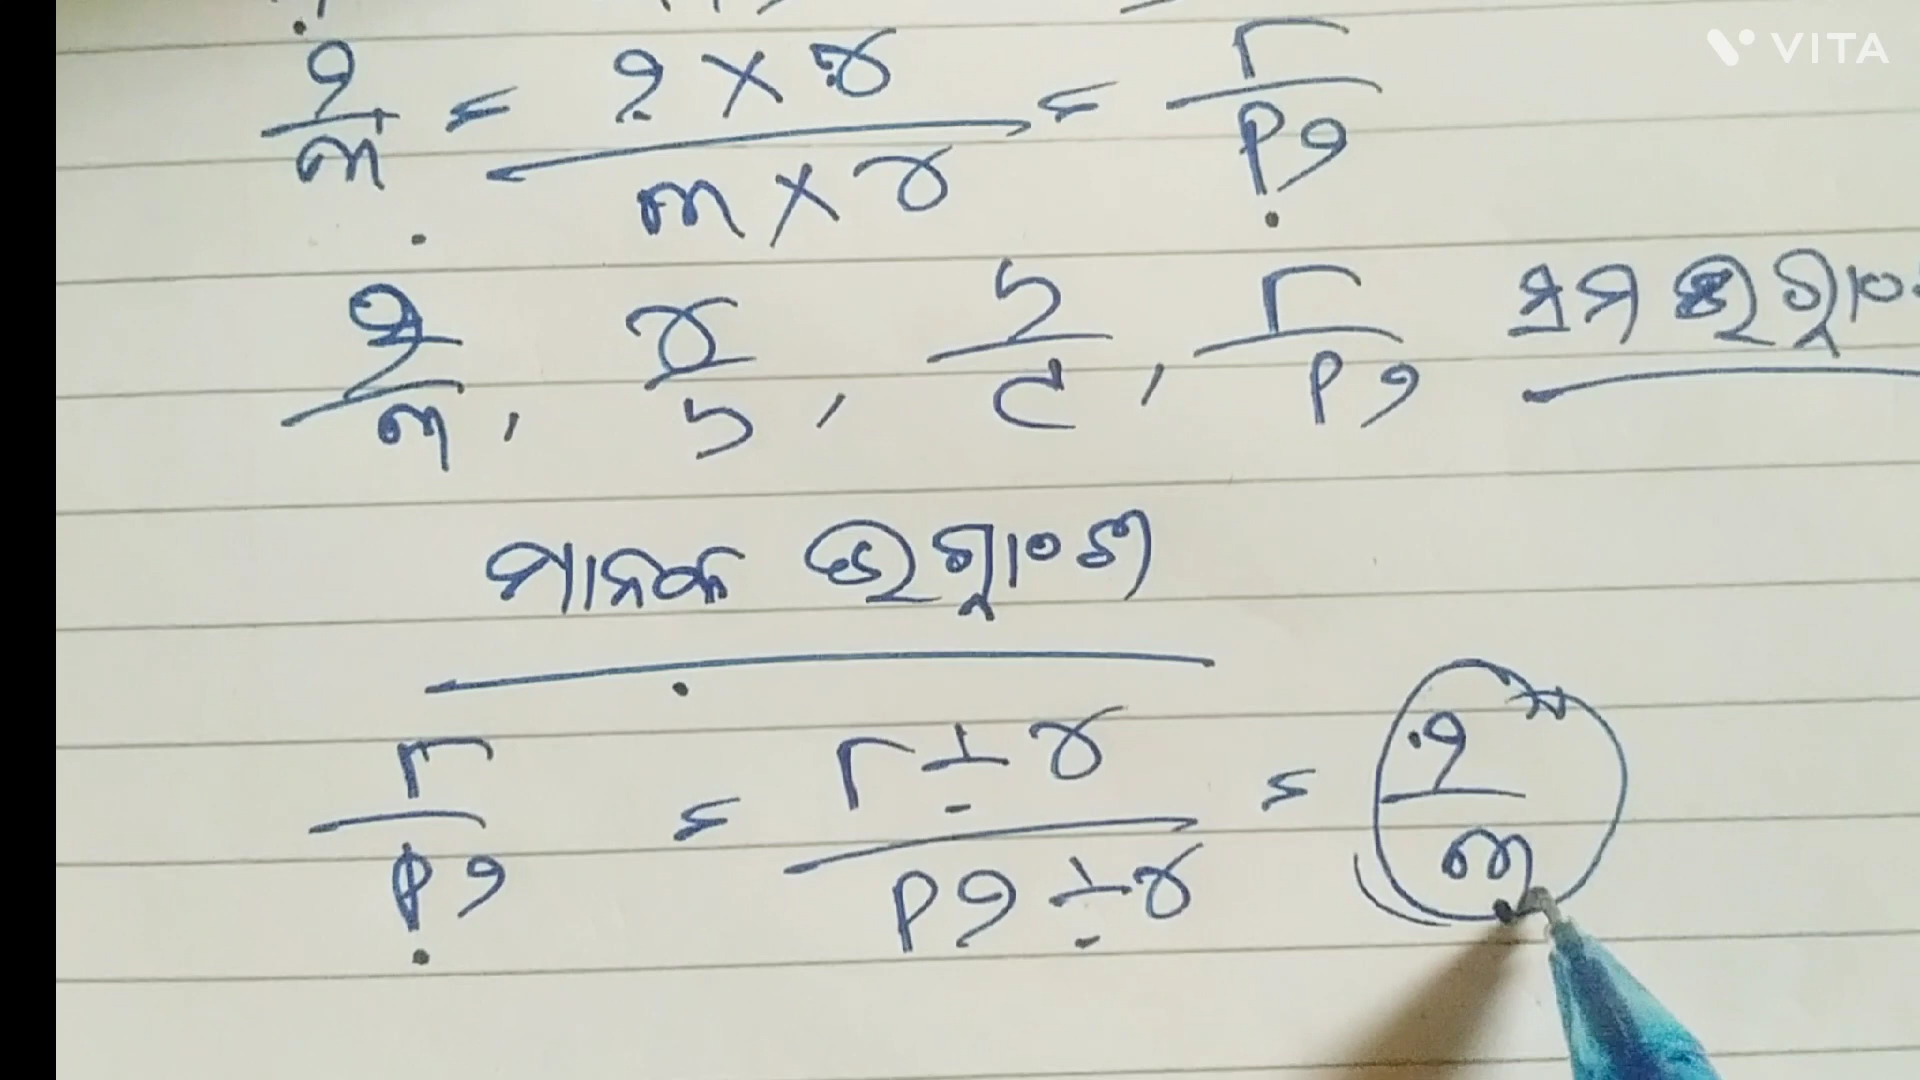 VITA
୨/୩ = ୨ × ୪ / ୩ × ୪ = ୮/୧୨
୨/୩ , ୪/୬ , ୬/୯ , ୮/୧୨ ସମ ଭଗ୍ନାଂ
ମାନକ ଭଗ୍ନାଂଶ
୮/୧୨ = ୮ ÷ ୪ / ୧୨ ÷ ୪ = ୨/୩